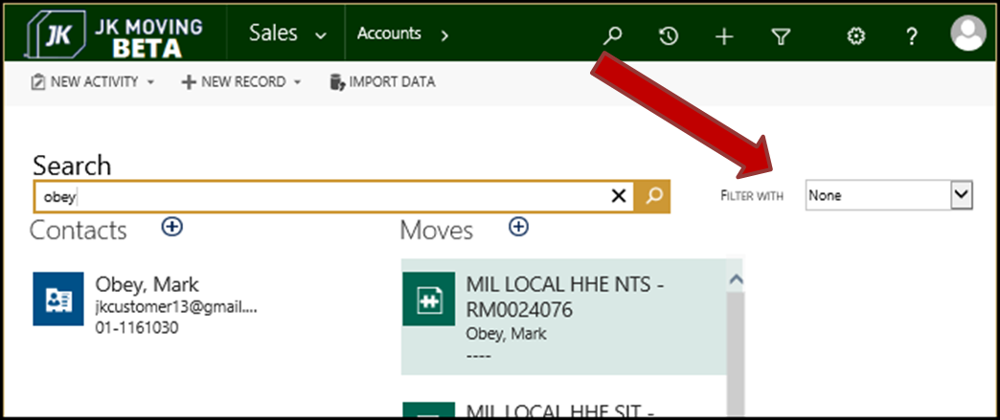 JK JK MOVING
BETA
Sales
Accounts
?
NEW ACTIVITY
NEW RECORD
IMPORT DATA
Search
obey
FILTER WITH
None
Contacts
Moves
Obey, Mark
jkcustomer13@gmail....
01-1161030
MIL LOCAL HHE NTS -
RM0024076
Obey, Mark
----
MIL LOCAL HHE SIT -